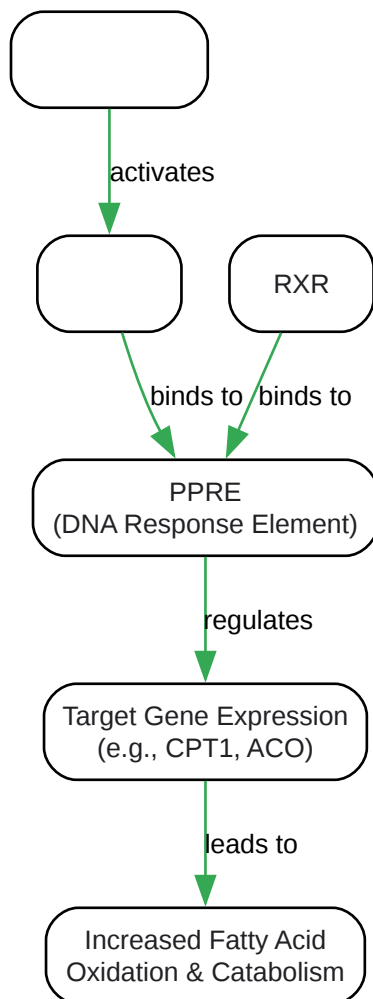 activates
RXR
binds to
binds to
PPRE
(DNA Response Element)
regulates
Target Gene Expression
(e.g., CPT1, ACO)
leads to
Increased Fatty Acid
Oxidation & Catabolism